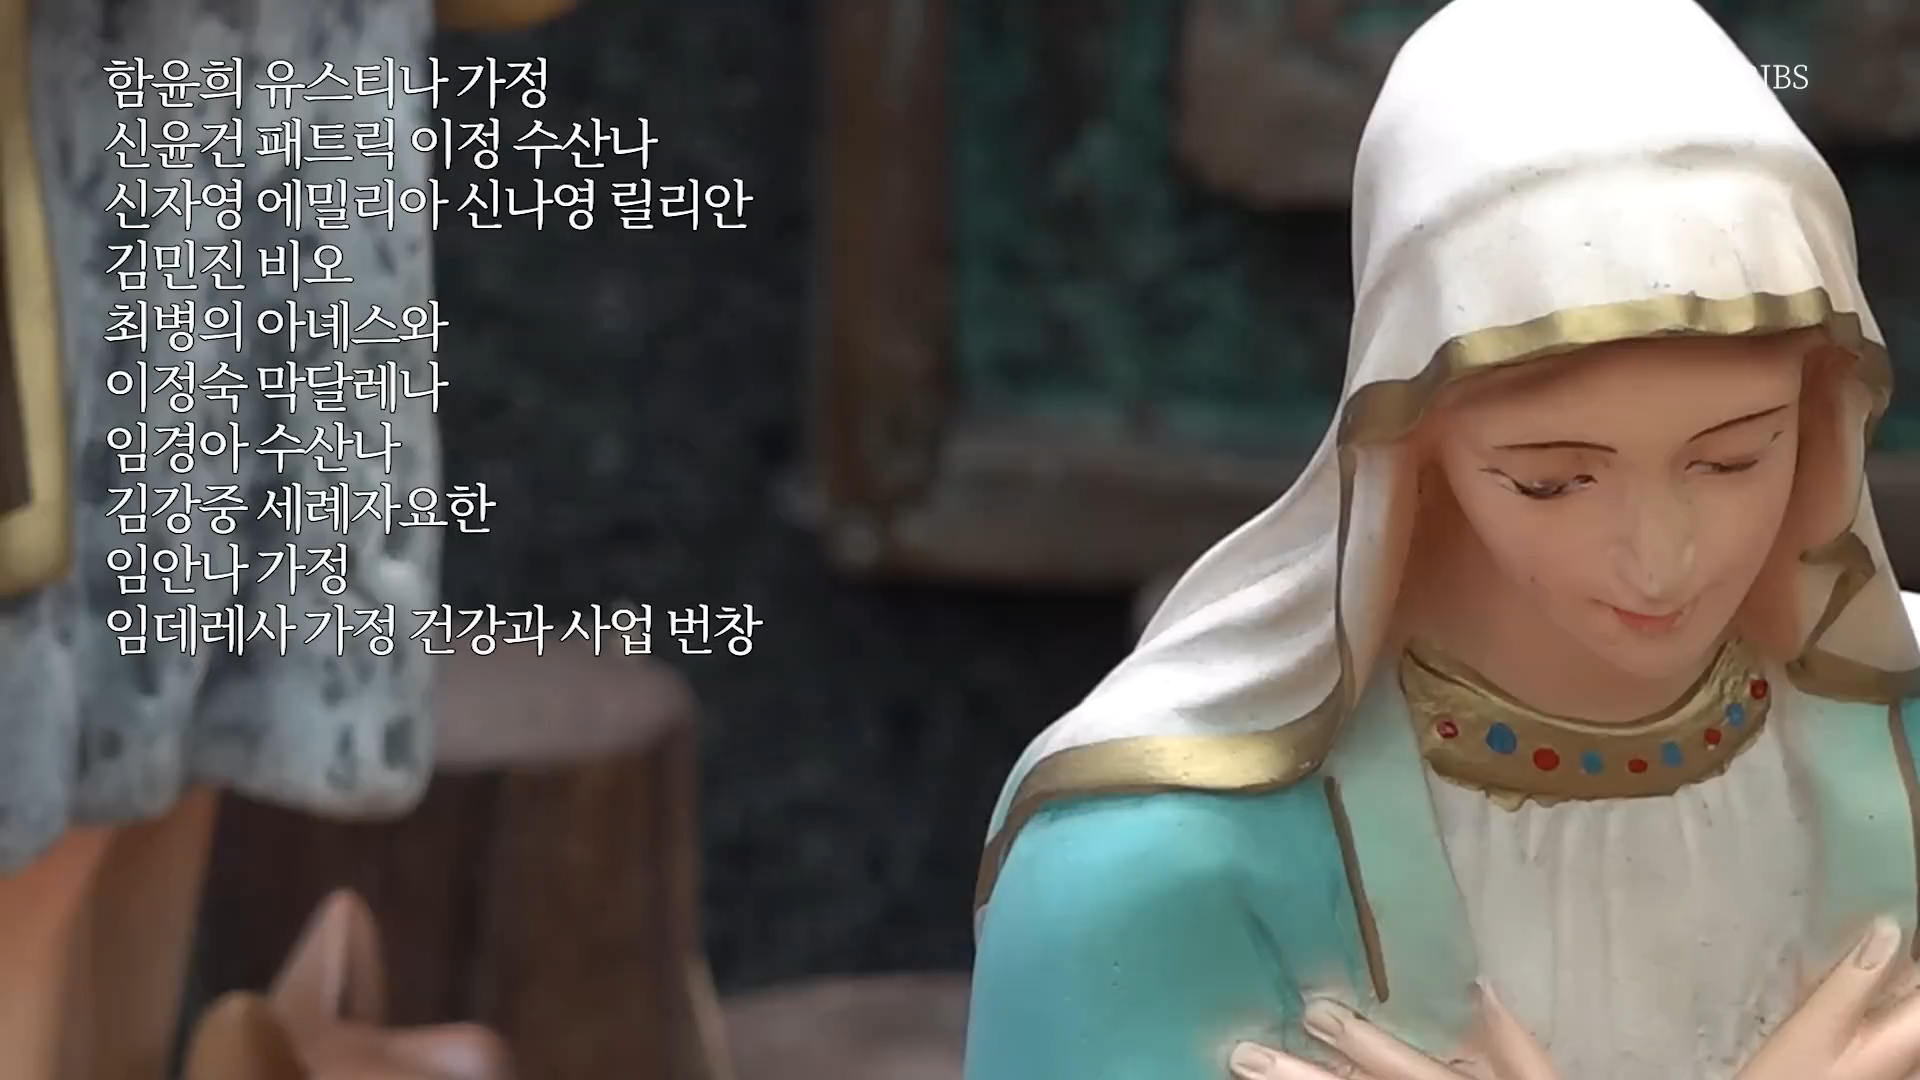 함윤희 유스티나 가정
신윤건 패트릭 이정 수산나
신자영 에밀리아 신나영 릴리안
김민진 비오
최병의 아녜스와
이정숙 막달레나
임경아 수산나
김강중 세례자요한
임안나 가정
임데레사 가정 건강과 사업 번창